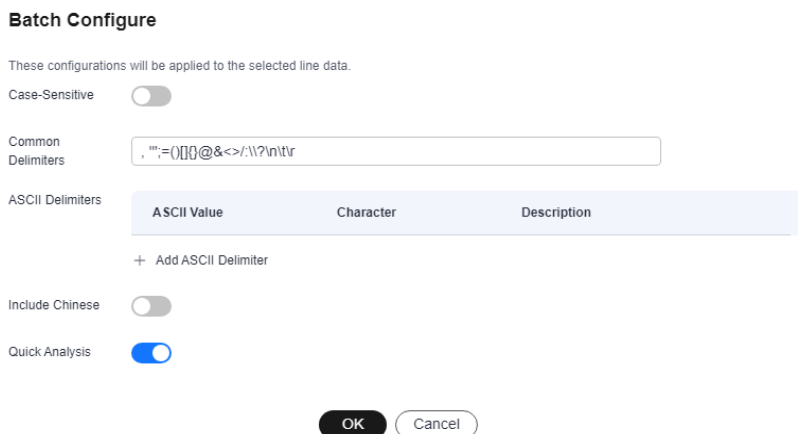 Batch Configure
These configurations will be applied to the selected line data.
Case-Sensitive
Common
Delimiters
, '";=()[]{}@&<>/:\\?\n\t\r
ASCII Delimiters
ASCII Value Character Description
+ Add ASCII Delimiter
Include Chinese
Quick Analysis
OK Cancel